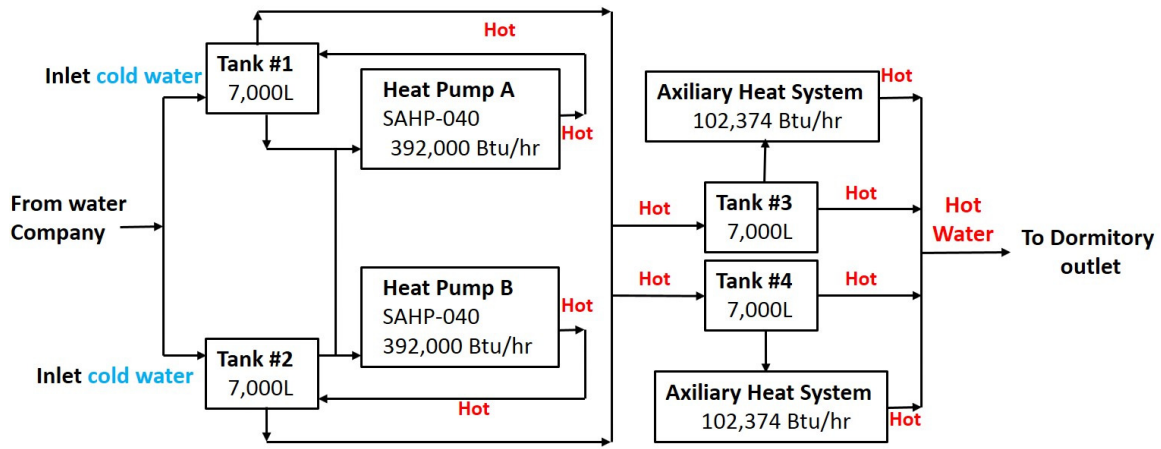 Hot
Tank #1
7,000L
Inlet cold water
Heat Pump A
SAHP-040
392,000 Btu/hr
Hot
Axiliary Heat System
102,374 Btu/hr
Hot
From water
Company
Hot
Tank #3
7,000L
Hot
Hot
Water
To Dormitory
outlet
Hot
Tank #4
7,000L
Hot
Heat Pump B
SAHP-040
392,000 Btu/hr
Hot
Tank #2
7,000L
Inlet cold water
Hot
Axiliary Heat System
102,374 Btu/hr
Hot